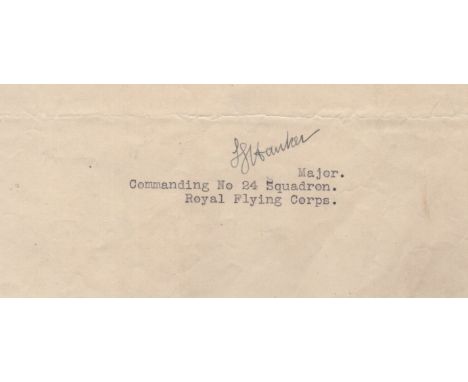 LGHawker
Major.
Commanding No 24 Squadron.
Royal Flying Corps.